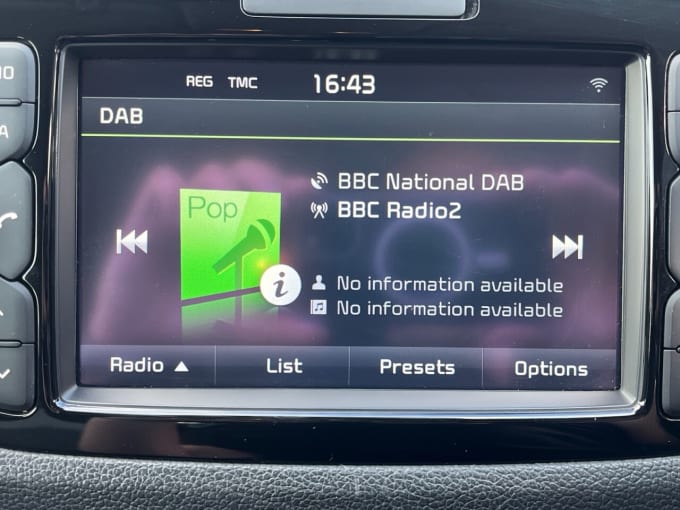 REG TMC 16:43
DAB
Pop
BBC National DAB
BBC Radio2
i
No information available
No information available
Radio ▲ List Presets Options